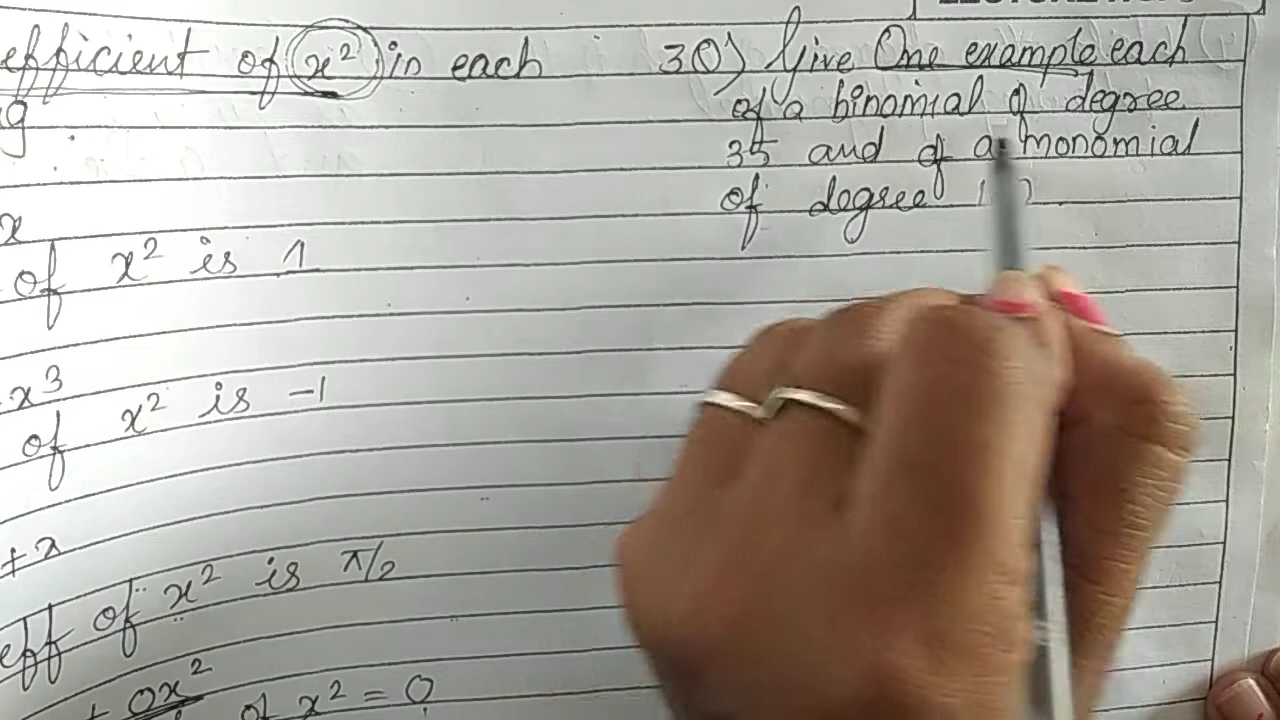 efficient of x² in each
g
x
of x² is 1
x³
of x² is -1
+ x
eff of x² is π/2
+ 0x²
of x² = 0
3Q) Give One example each
of a binomial of degree
35 and of a monomial
of degree